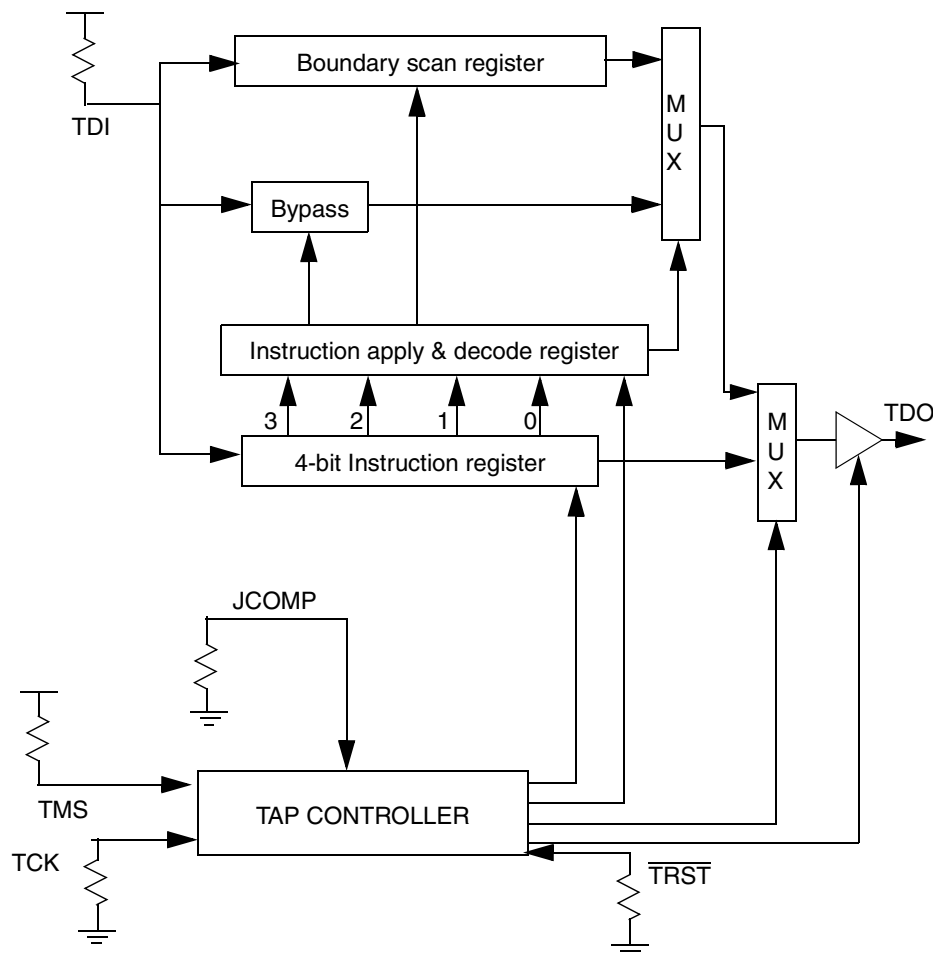 Boundary scan register
TDI
M
U
X
Bypass
Instruction apply & decode register
3 2 1 0
4-bit Instruction register
M
U
X
TDO
JCOMP
TMS
TAP CONTROLLER
TCK
TRST